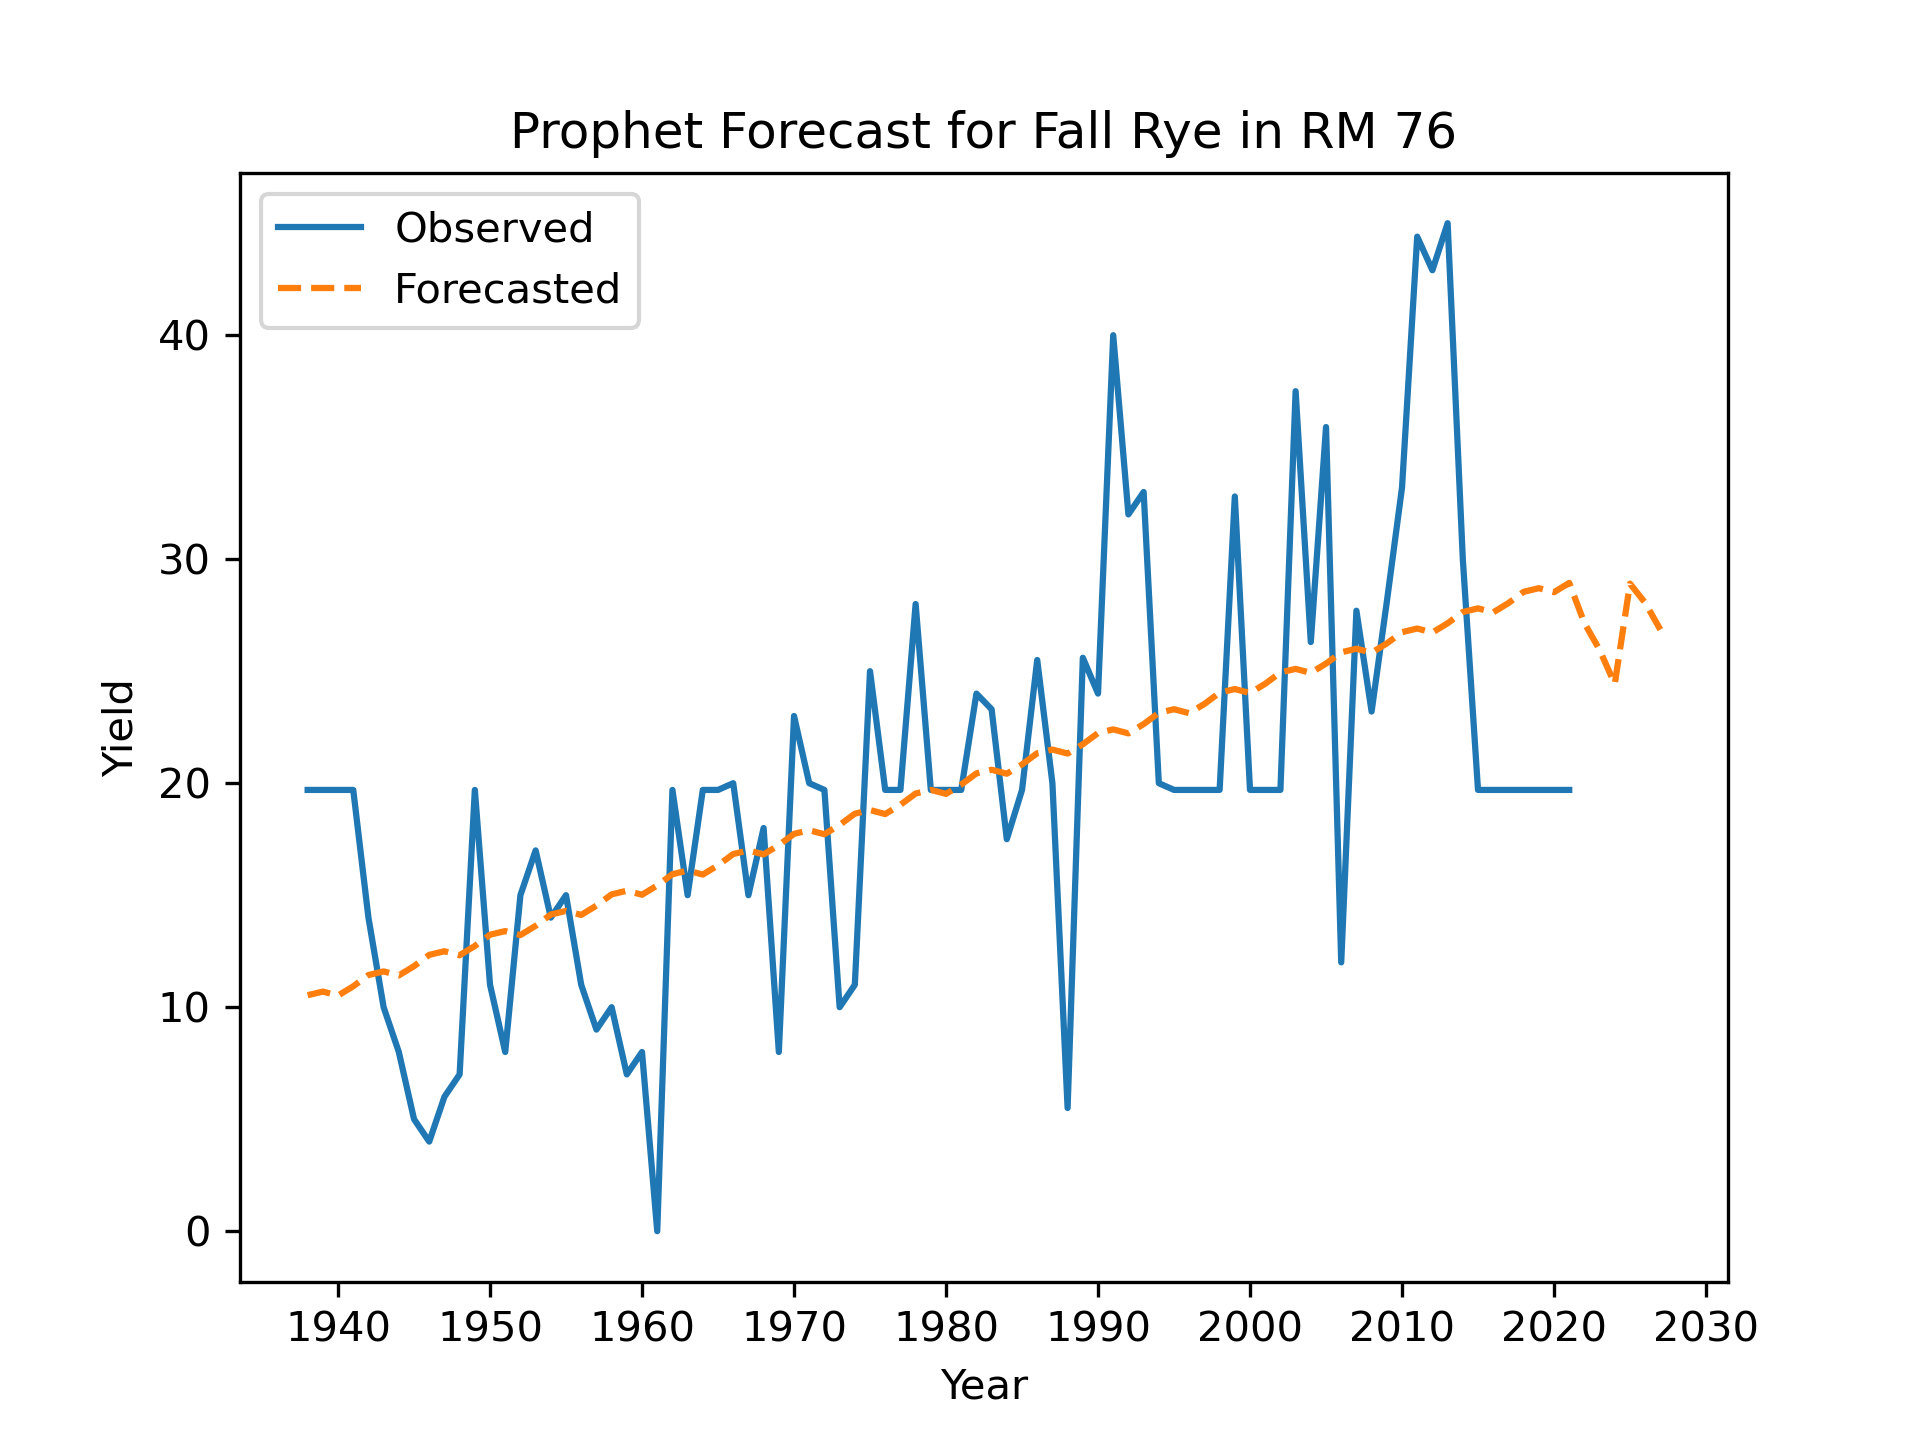 Prophet Forecast for Fall Rye in RM 76
Observed
Forecasted
40
30
20
10
0
Yield
1940 1950 1960 1970 1980 1990 2000 2010 2020 2030
Year